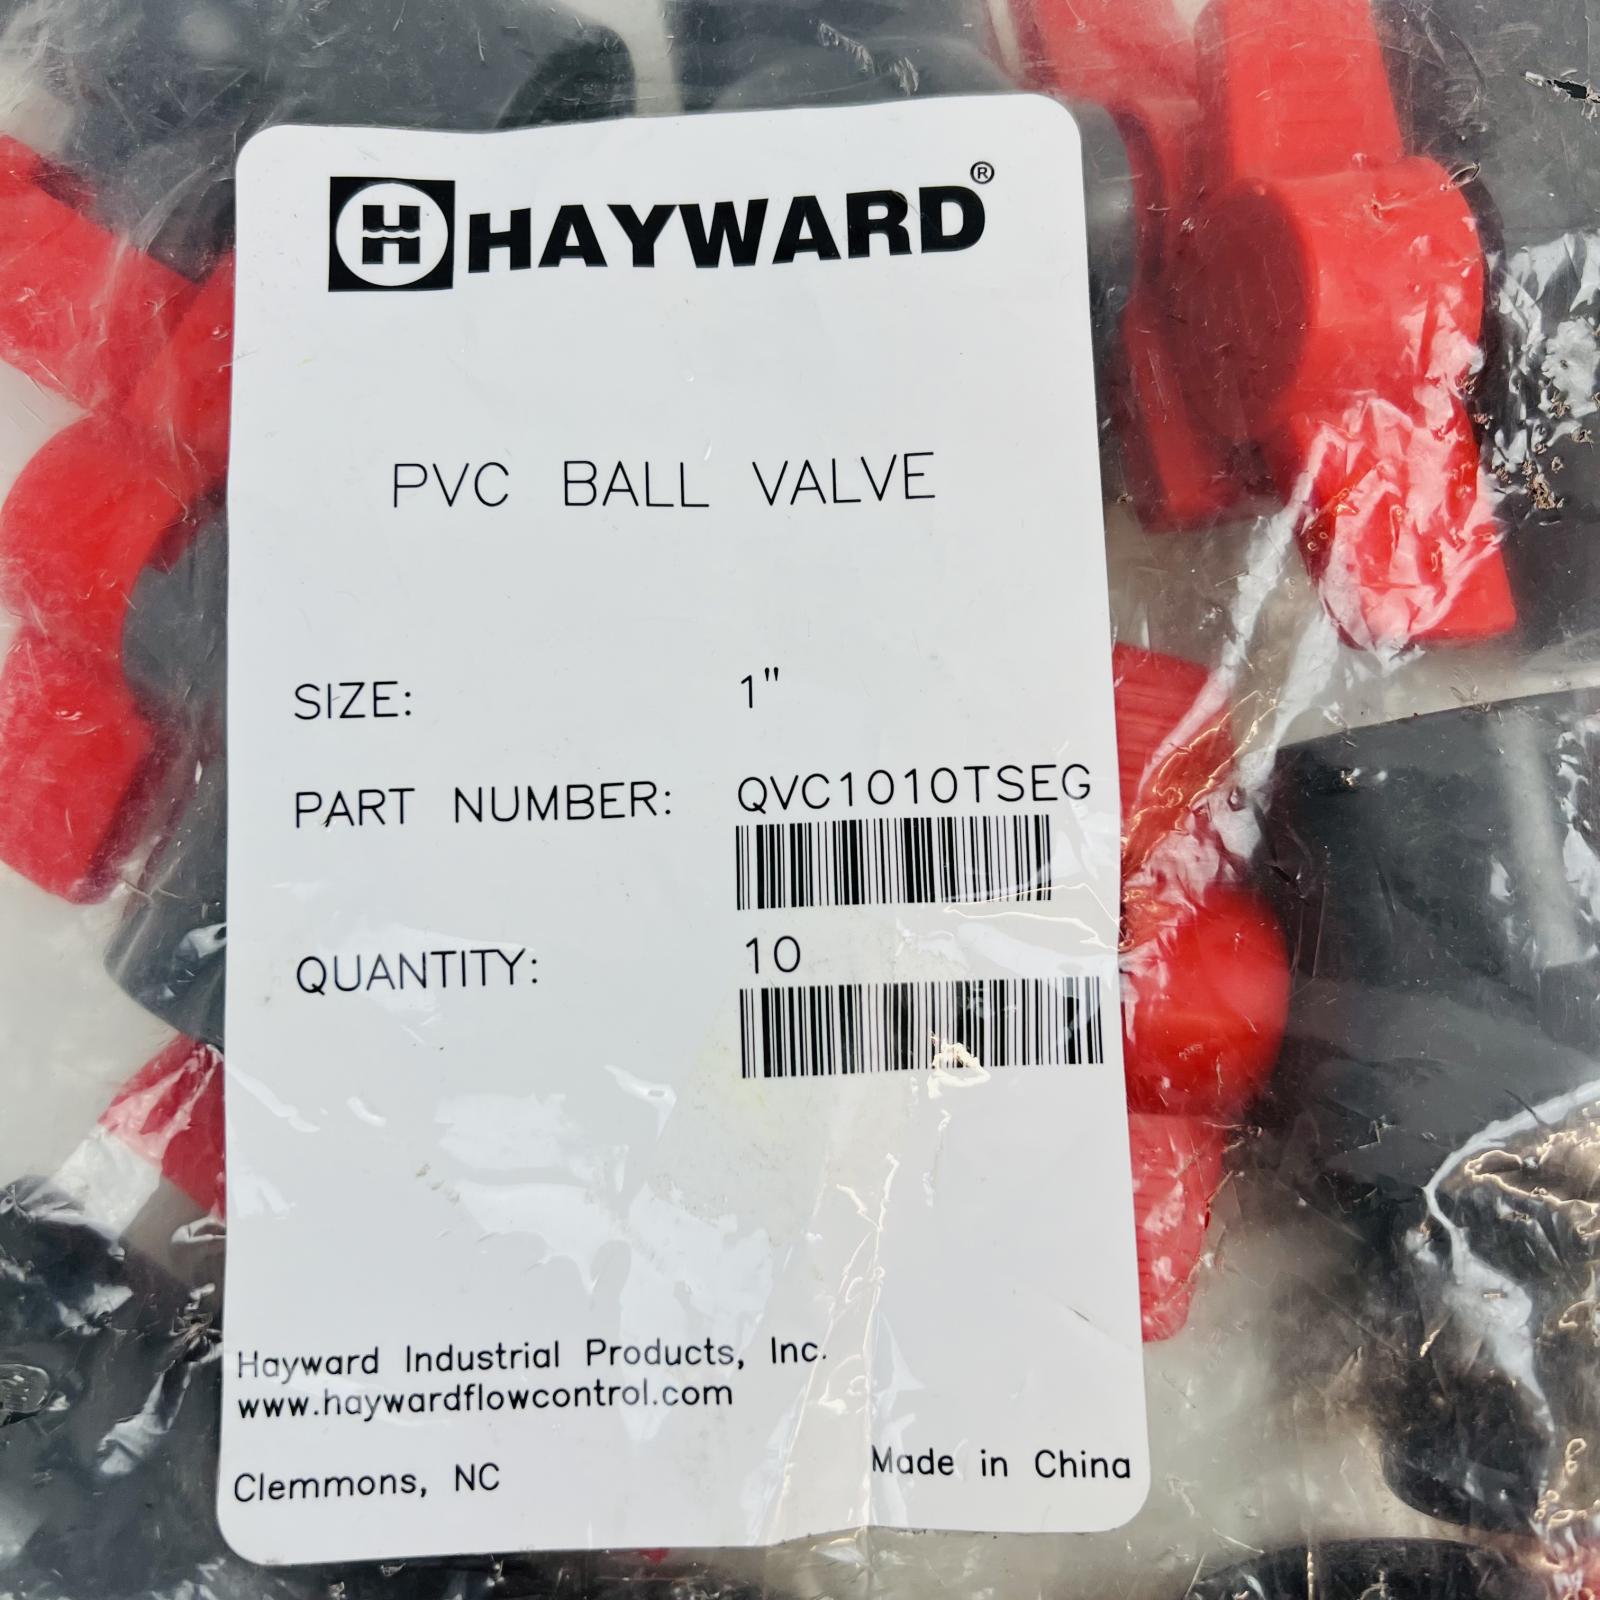 H HAYWARD®
PVC BALL VALVE
SIZE: 1"
PART NUMBER: QVC1010TSEG
QUANTITY: 10
Hayward Industrial Products, Inc.
www.haywardflowcontrol.com
Clemmons, NC Made in China